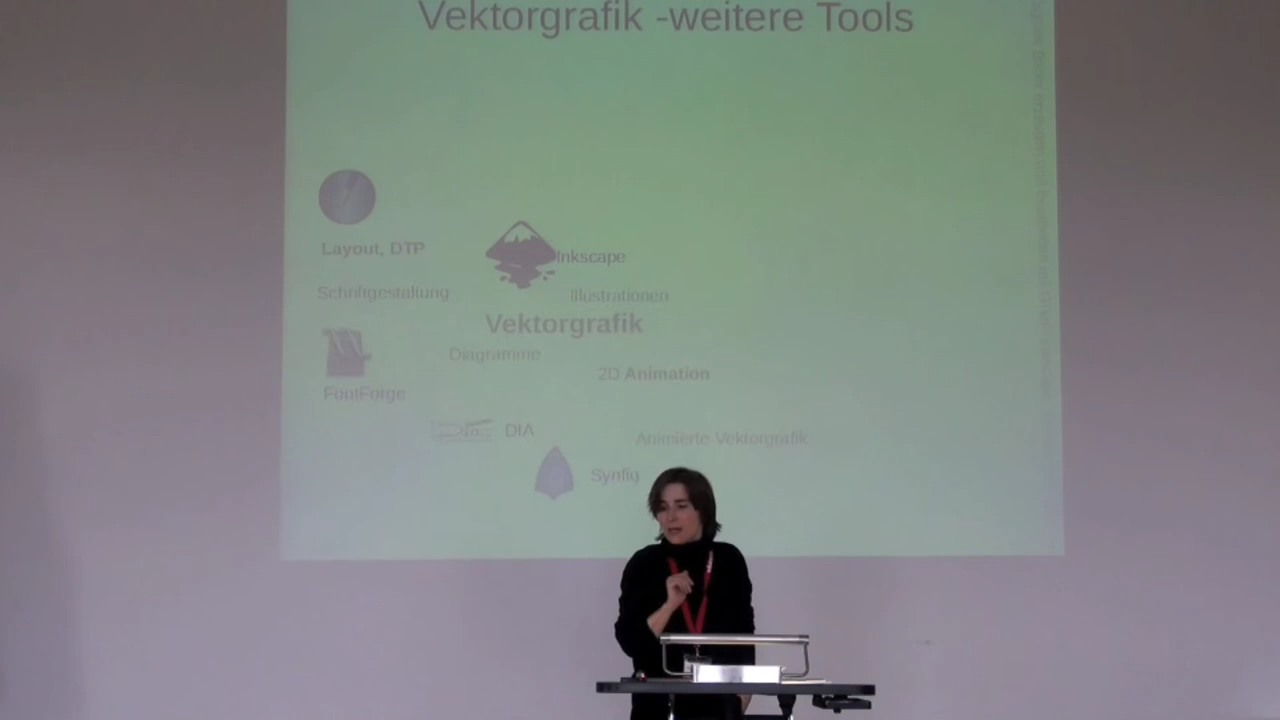 Vektorgrafik -weitere Tools
Layout, DTP
Inkscape
Schriftgestaltung
Illustrationen
Vektorgrafik
Diagramme
2D Animation
FontForge
DIA
Animierte Vektorgrafik
Synfig